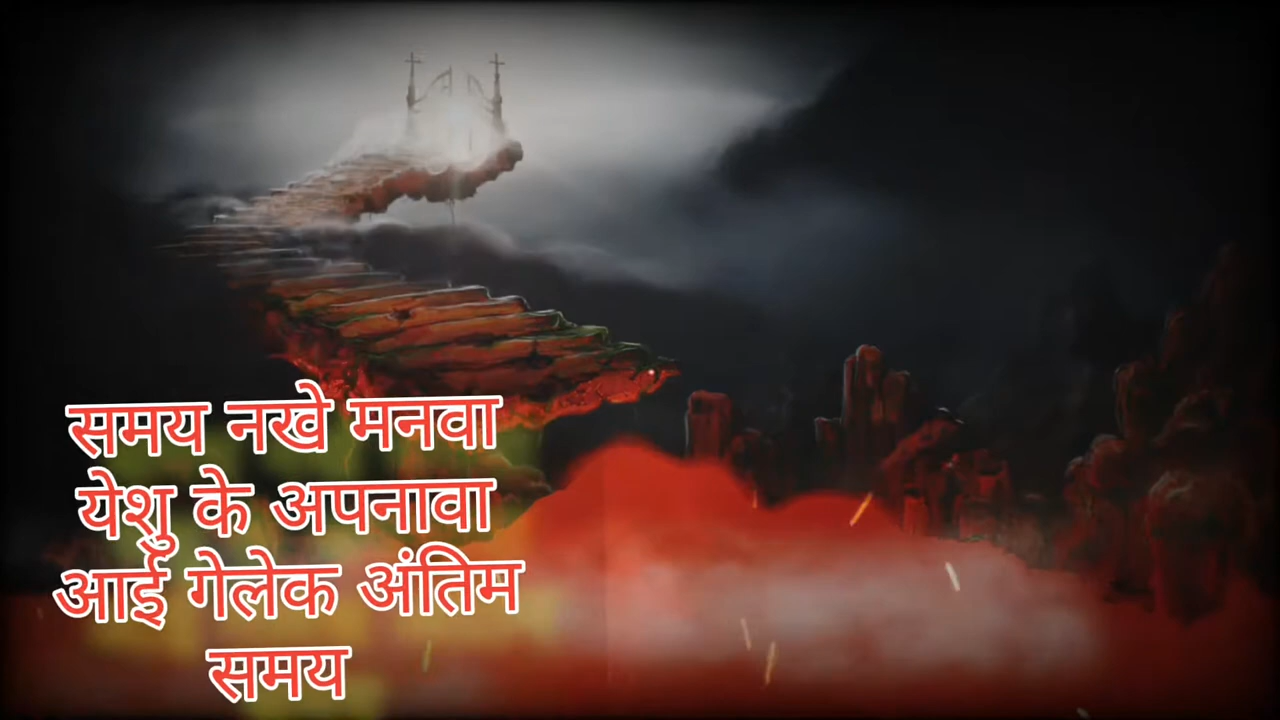 समय नखे मनवा
येशु के अपनावा
आई गेलेक अंतिम
समय